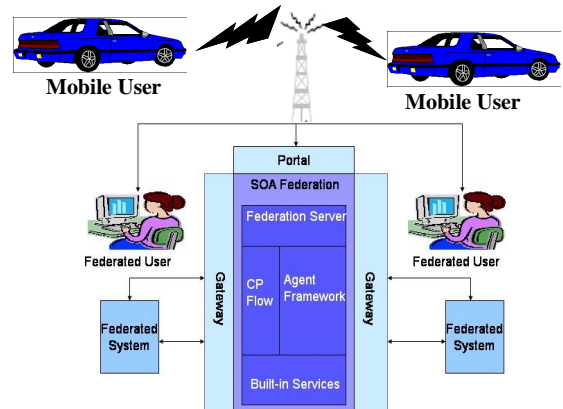 Mobile User
Mobile User
Portal
SOA Federation
Federation Server
Federated User
Federated User
Gateway
CP
Flow
Agent
Framework
Gateway
Federated
System
Federated
System
Built-in Services